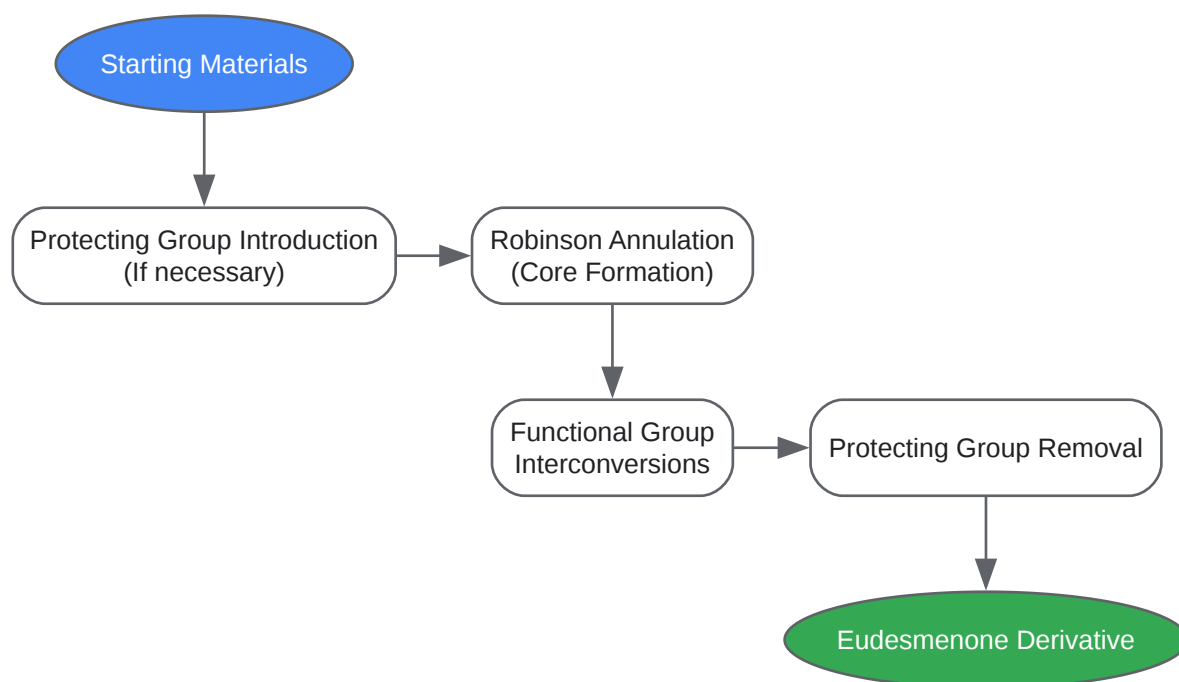 Starting Materials
Protecting Group Introduction
(If necessary)
Robinson Annulation
(Core Formation)
Functional Group
Interconversions
Protecting Group Removal
Eudesmenone Derivative